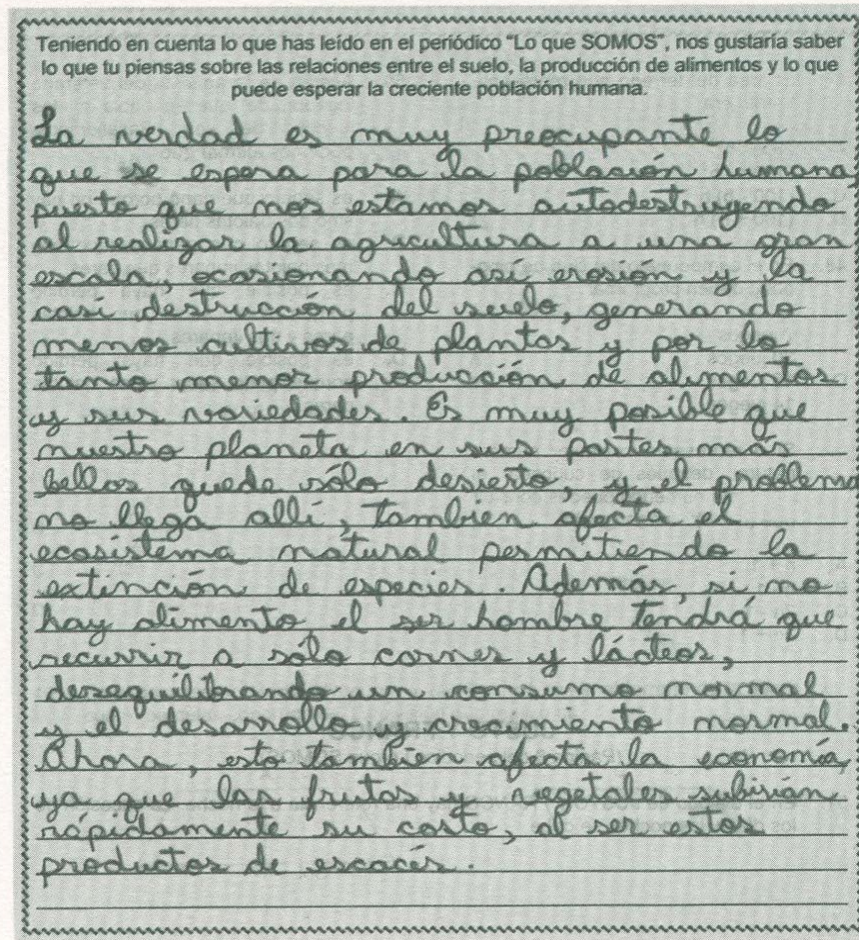 Teniendo en cuenta lo que has leído en el periódico "Lo que SOMOS", nos gustaría saber
lo que tu piensas sobre las relaciones entre el suelo, la producción de alimentos y lo que
puede esperar la creciente población humana.
La verdad es muy preocupante lo
que se espera para la población humana,
puesto que nos estamos autodestruyendo
al realizar la agricultura a una gran
escala, ocasionando así erosión y la
casi destrucción del suelo, generando
menos cultivos de plantas y por lo
tanto menor producción de alimentos
y sus variedades. Es muy posible que
nuestro planeta en sus partes más
bellas quede sólo desierto, y el problema
no llega allí, tambien afecta el
ecosistema natural permitiendo la
extinción de especies. Además, si no
hay alimento el ser hombre tendrá que
recurrir a sólo carnes y lácteos,
desequilibrando un consumo normal
y el desarrollo y crecimiento normal.
Ahora, esto tambien afecta la economía,
ya que las frutas y vegetales subirían
rápidamente su costo, al ser estos
productos de escacés.